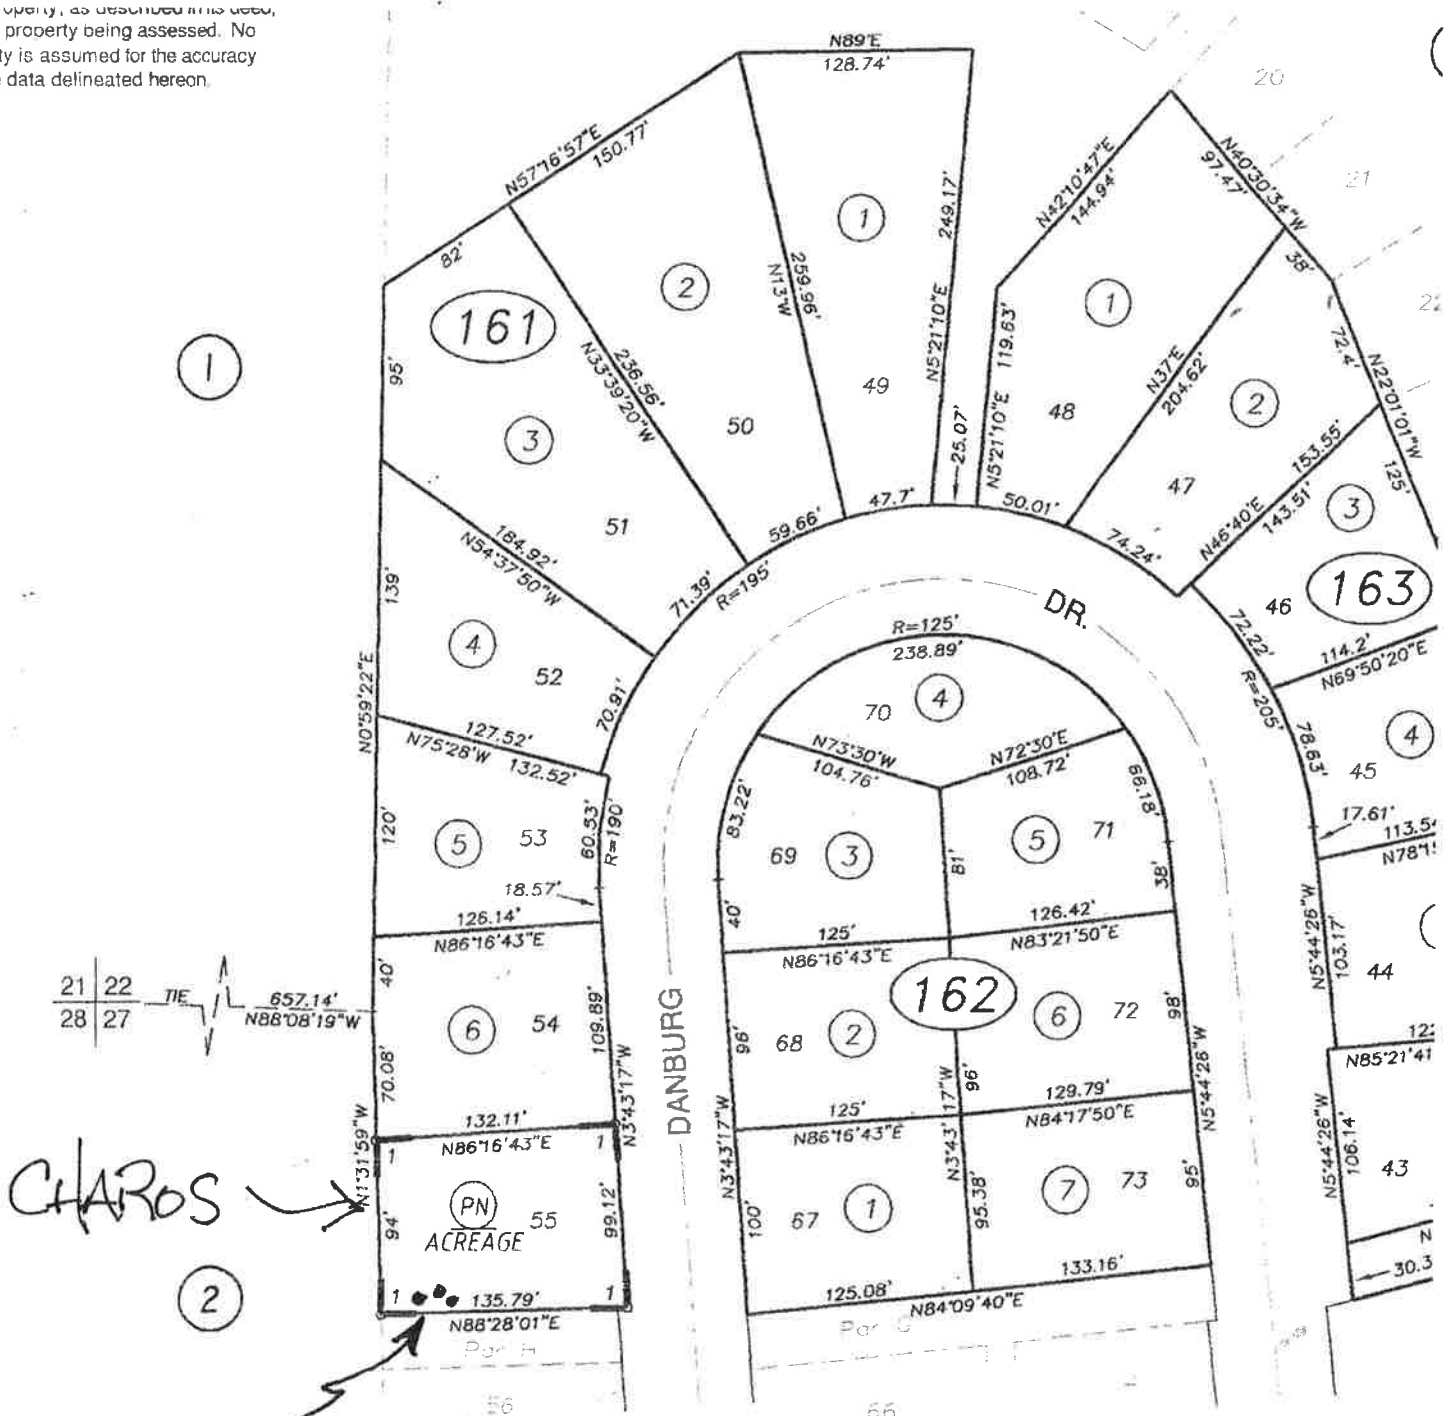 property being assessed. No
is assumed for the accuracy
data delineated hereon.
N89°E
128.74'
20
21
N57°16'57"E
150.77'
82'
161
95'
1
2
3
N33°39'20"W
236.56'
N13°W
259.96'
1
49
50
51
249.17'
N5°21'10"E
25.07'
N42°10'47"E
144.94'
N40°30'34"W
97.47'
38'
119.63'
N5°21'10"E
1
48
N37°E
204.62'
2
47
72.4'
N22°01'01"W
125'
153.55'
N46°40'E
143.51'
3
46
163
114.2'
N69°50'20"E
72.22'
R=205'
78.63'
4
45
17.61'
47.7'
50.01'
74.24'
59.66'
71.39'
R=195'
70.91'
184.92'
N54°37'50"W
139'
4
52
N0°59'22"E
127.52'
N75°28'W
132.52'
120'
5
53
60.53'
R=190'
18.57'
126.14'
N86°16'43"E
DR.
R=125'
238.89'
70
4
N73°30'W
104.76'
N72°30'E
108.72'
66.18'
83.22'
69
3
81'
5
71
38'
40'
125'
N86°16'43"E
126.42'
N83°21'50"E
162
68
2
96'
96'
6
72
98'
N5°44'26"W
103.17'
44
N5°44'26"W
N85°21'41
21
22
28
27
TIE
657.14'
N88°08'19"W
40'
6
54
109.89'
70.08'
N3°43'17"W
DANBURG
132.11'
N86°16'43"E
125'
N86°16'43"E
129.79'
N84°17'50"E
N3°43'17"W
N3°43'17"W
N5°44'26"W
106.14'
43
CHAROS
N1°31'59"W
94'
1
1
PN
ACREAGE
55
99.12'
1
1
135.79'
N88°28'01"E
2
67
1
100'
95.38'
7
73
95'
125.08'
133.16'
N84°09'40"E
30.3
Par H
Par G
56
66